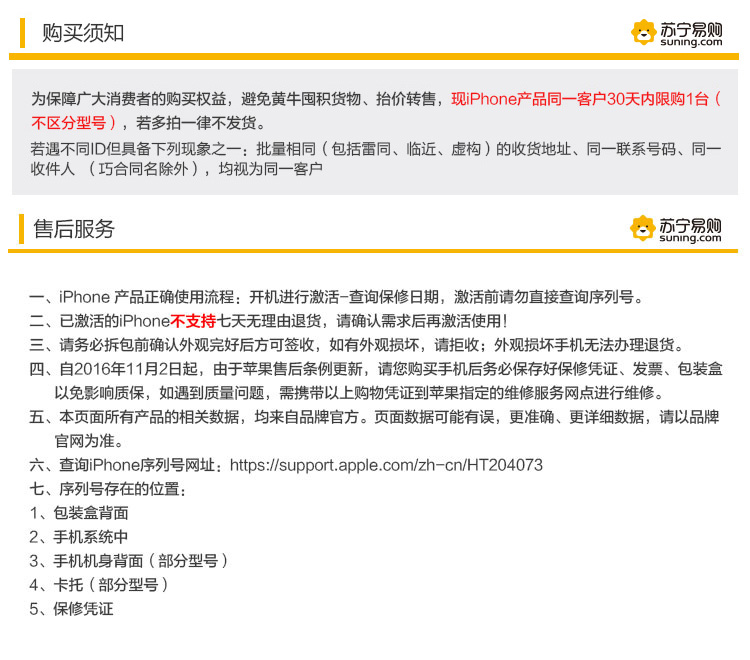 购买须知
苏宁易购
suning.com
为保障广大消费者的购买权益，避免黄牛囤积货物、抬价转售，现iPhone产品同一客户30天内限购1台（
不区分型号），若多拍一律不发货。
若遇不同ID但具备下列现象之一：批量相同（包括雷同、临近、虚构）的收货地址、同一联系号码、同一
收件人 （巧合同名除外），均视为同一客户
售后服务
苏宁易购
suning.com
一、iPhone 产品正确使用流程：开机进行激活-查询保修日期，激活前请勿直接查询序列号。
二、已激活的iPhone不支持七天无理由退货，请确认需求后再激活使用！
三、请务必拆包前确认外观完好后方可签收，如有外观损坏，请拒收；外观损坏手机无法办理退货。
四、自2016年11月2日起，由于苹果售后条例更新，请您购买手机后务必保存好保修凭证、发票、包装盒
以免影响质保，如遇到质量问题，需携带以上购物凭证到苹果指定的维修服务网点进行维修。
五、本页面所有产品的相关数据，均来自品牌官方。页面数据可能有误，更准确、更详细数据，请以品牌
官网为准。
六、查询iPhone序列号网址：https://support.apple.com/zh-cn/HT204073
七、序列号存在的位置：
1、包装盒背面
2、手机系统中
3、手机机身背面（部分型号）
4、卡托（部分型号）
5、保修凭证